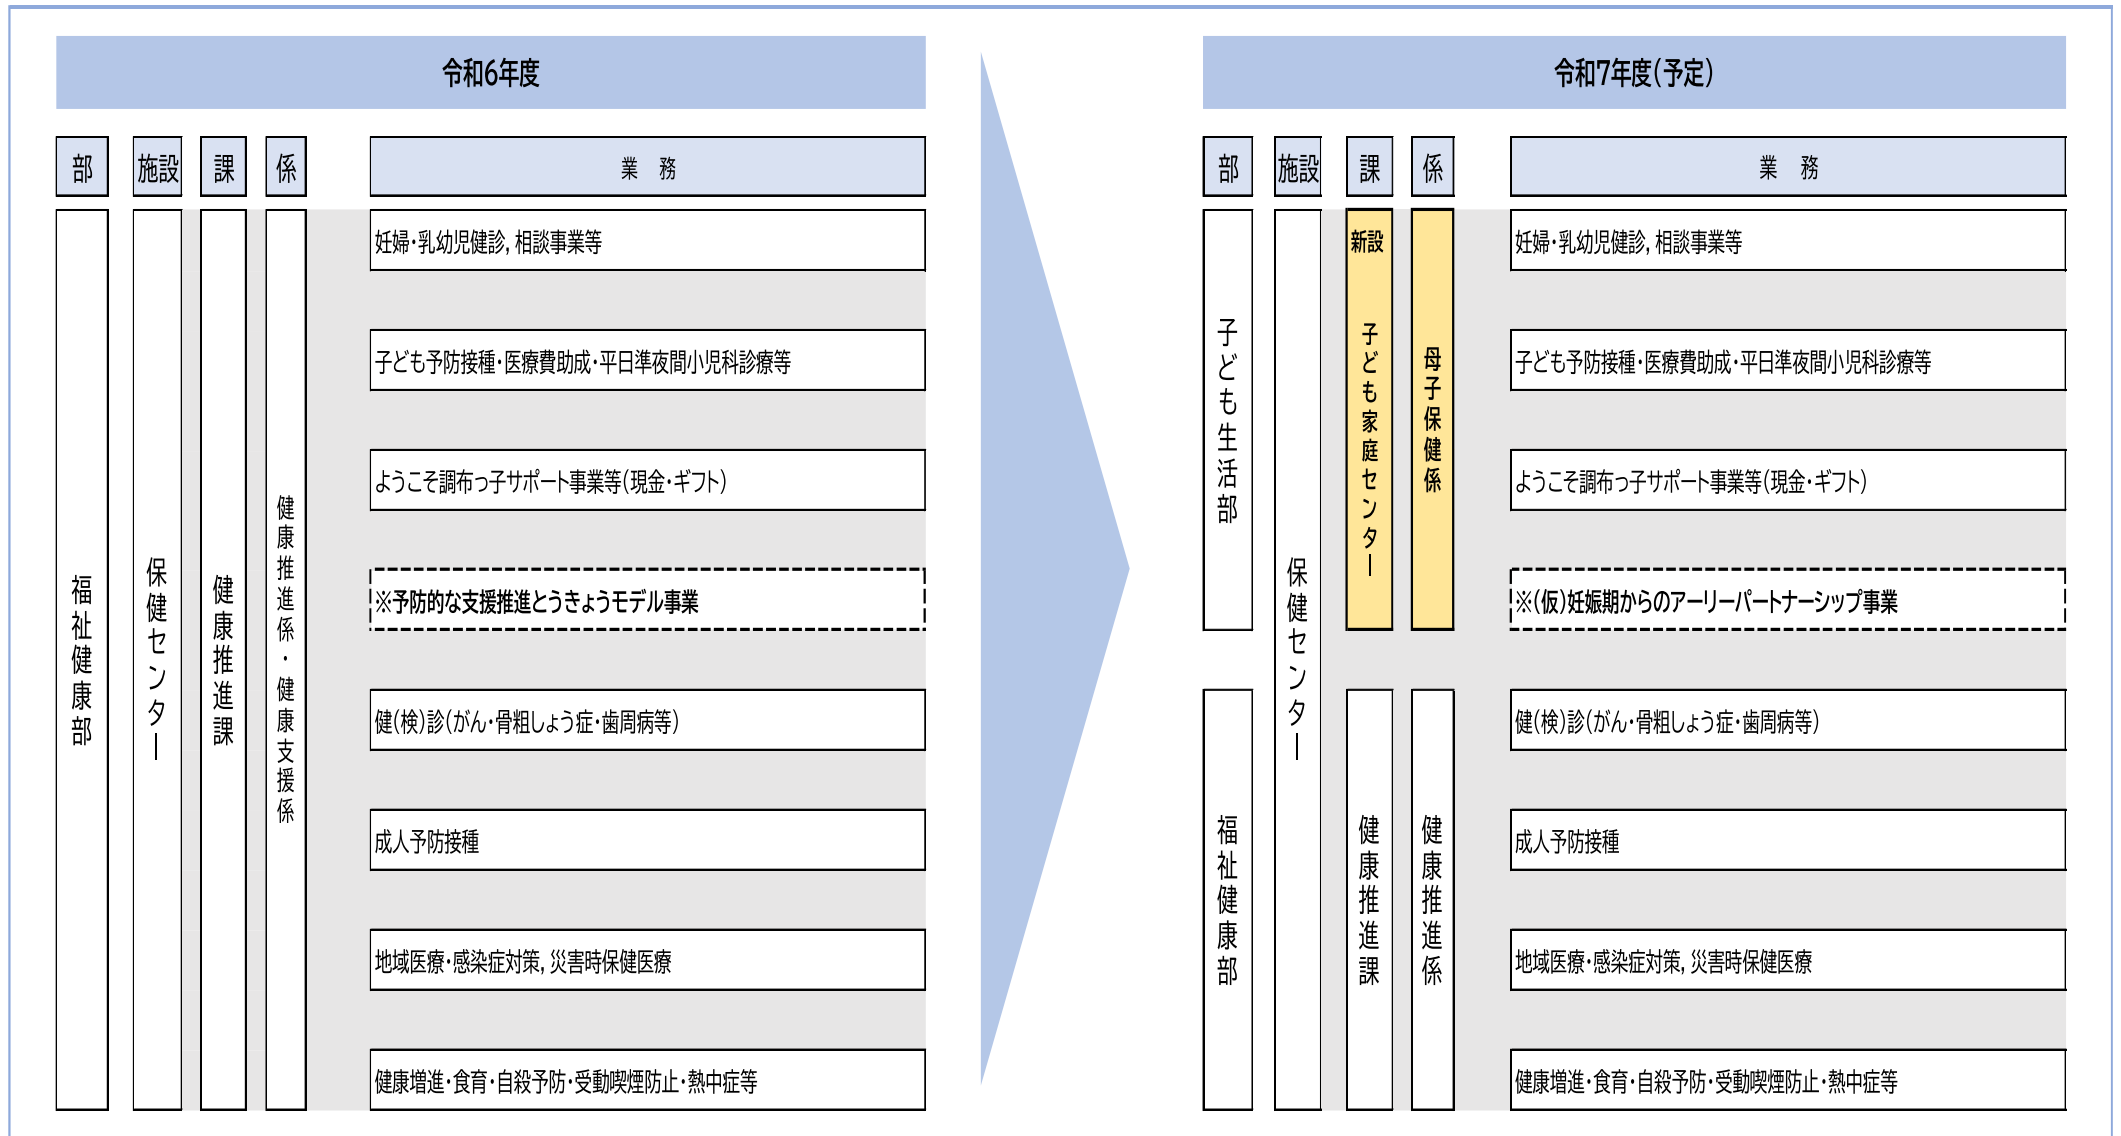 令和6年度
部
施設
課
係
業 務
福祉健康部
保健センター
健康推進課
健康推進係・健康支援係
妊婦・乳幼児健診, 相談事業等
子ども予防接種・医療費助成・平日準夜間小児科診療等
ようこそ調布っ子サポート事業等(現金・ギフト)
※予防的な支援推進とうきょうモデル事業
健(検)診(がん・骨粗しょう症・歯周病等)
成人予防接種
地域医療・感染症対策, 災害時保健医療
健康増進・食育・自殺予防・受動喫煙防止・熱中症等
令和7年度(予定)
部
施設
課
係
業 務
子ども生活部
福祉健康部
保健センター
新設
子ども家庭センター
健康推進課
母子保健係
健康推進係
妊婦・乳幼児健診, 相談事業等
子ども予防接種・医療費助成・平日準夜間小児科診療等
ようこそ調布っ子サポート事業等(現金・ギフト)
※(仮)妊娠期からのアーリーパートナーシップ事業
健(検)診(がん・骨粗しょう症・歯周病等)
成人予防接種
地域医療・感染症対策, 災害時保健医療
健康増進・食育・自殺予防・受動喫煙防止・熱中症等